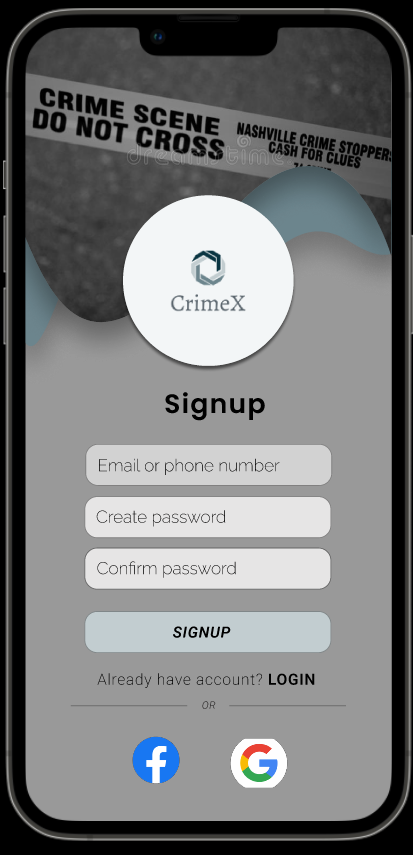 CRIME SCENE
DO NOT CROSS
NASHVILLE CRIME STOPPERS
CASH FOR CLUES
dreamstime
CrimeX
Signup
Email or phone number
Create password
Confirm password
SIGNUP
Already have account? LOGIN
OR